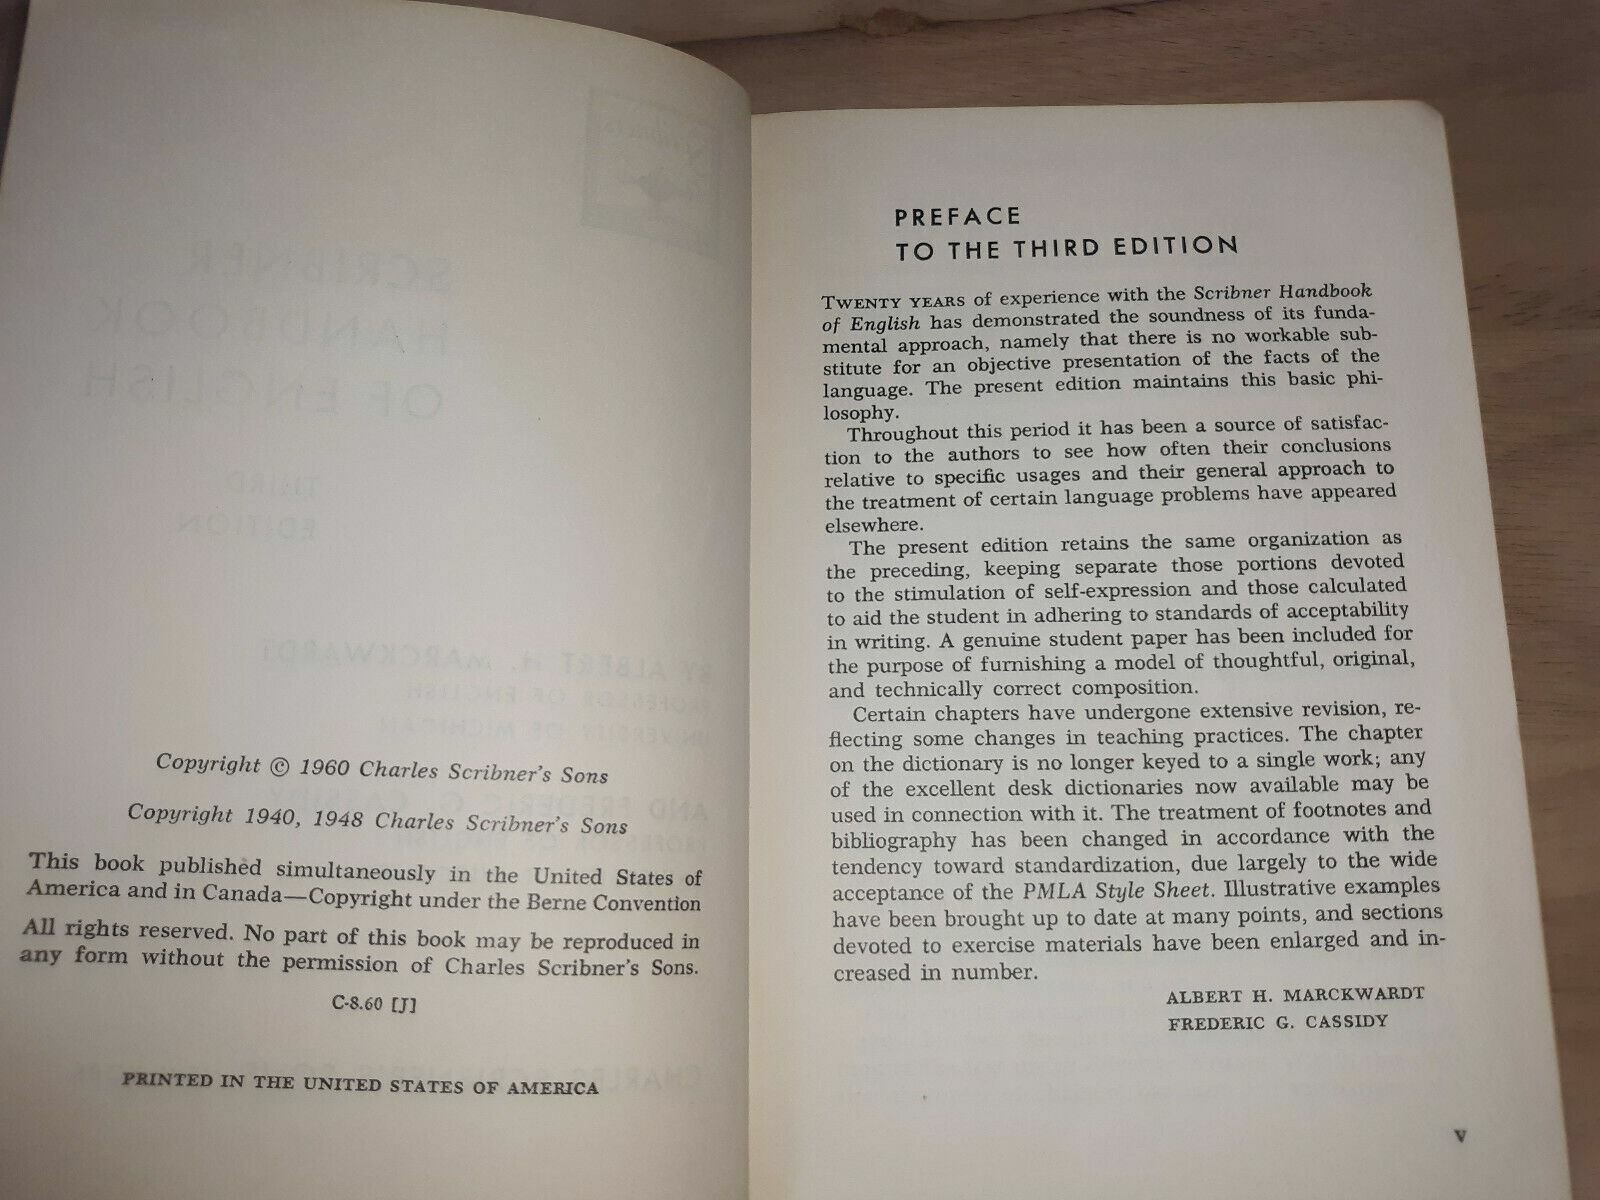 Copyright © 1960 Charles Scribner's Sons
Copyright 1940, 1948 Charles Scribner's Sons
This book published simultaneously in the United States of
America and in Canada—Copyright under the Berne Convention
All rights reserved. No part of this book may be reproduced in
any form without the permission of Charles Scribner's Sons.
C-8.60 [J]
PRINTED IN THE UNITED STATES OF AMERICA
PREFACE
TO THE THIRD EDITION
TWENTY YEARS of experience with the Scribner Handbook
of English has demonstrated the soundness of its funda-
mental approach, namely that there is no workable sub-
stitute for an objective presentation of the facts of the
language. The present edition maintains this basic phi-
losophy.
Throughout this period it has been a source of satisfac-
tion to the authors to see how often their conclusions
relative to specific usages and their general approach to
the treatment of certain language problems have appeared
elsewhere.
The present edition retains the same organization as
the preceding, keeping separate those portions devoted
to the stimulation of self-expression and those calculated
to aid the student in adhering to standards of acceptability
in writing. A genuine student paper has been included for
the purpose of furnishing a model of thoughtful, original,
and technically correct composition.
Certain chapters have undergone extensive revision, re-
flecting some changes in teaching practices. The chapter
on the dictionary is no longer keyed to a single work; any
of the excellent desk dictionaries now available may be
used in connection with it. The treatment of footnotes and
bibliography has been changed in accordance with the
tendency toward standardization, due largely to the wide
acceptance of the PMLA Style Sheet. Illustrative examples
have been brought up to date at many points, and sections
devoted to exercise materials have been enlarged and in-
creased in number.
ALBERT H. MARCKWARDT
FREDERIC G. CASSIDY
v